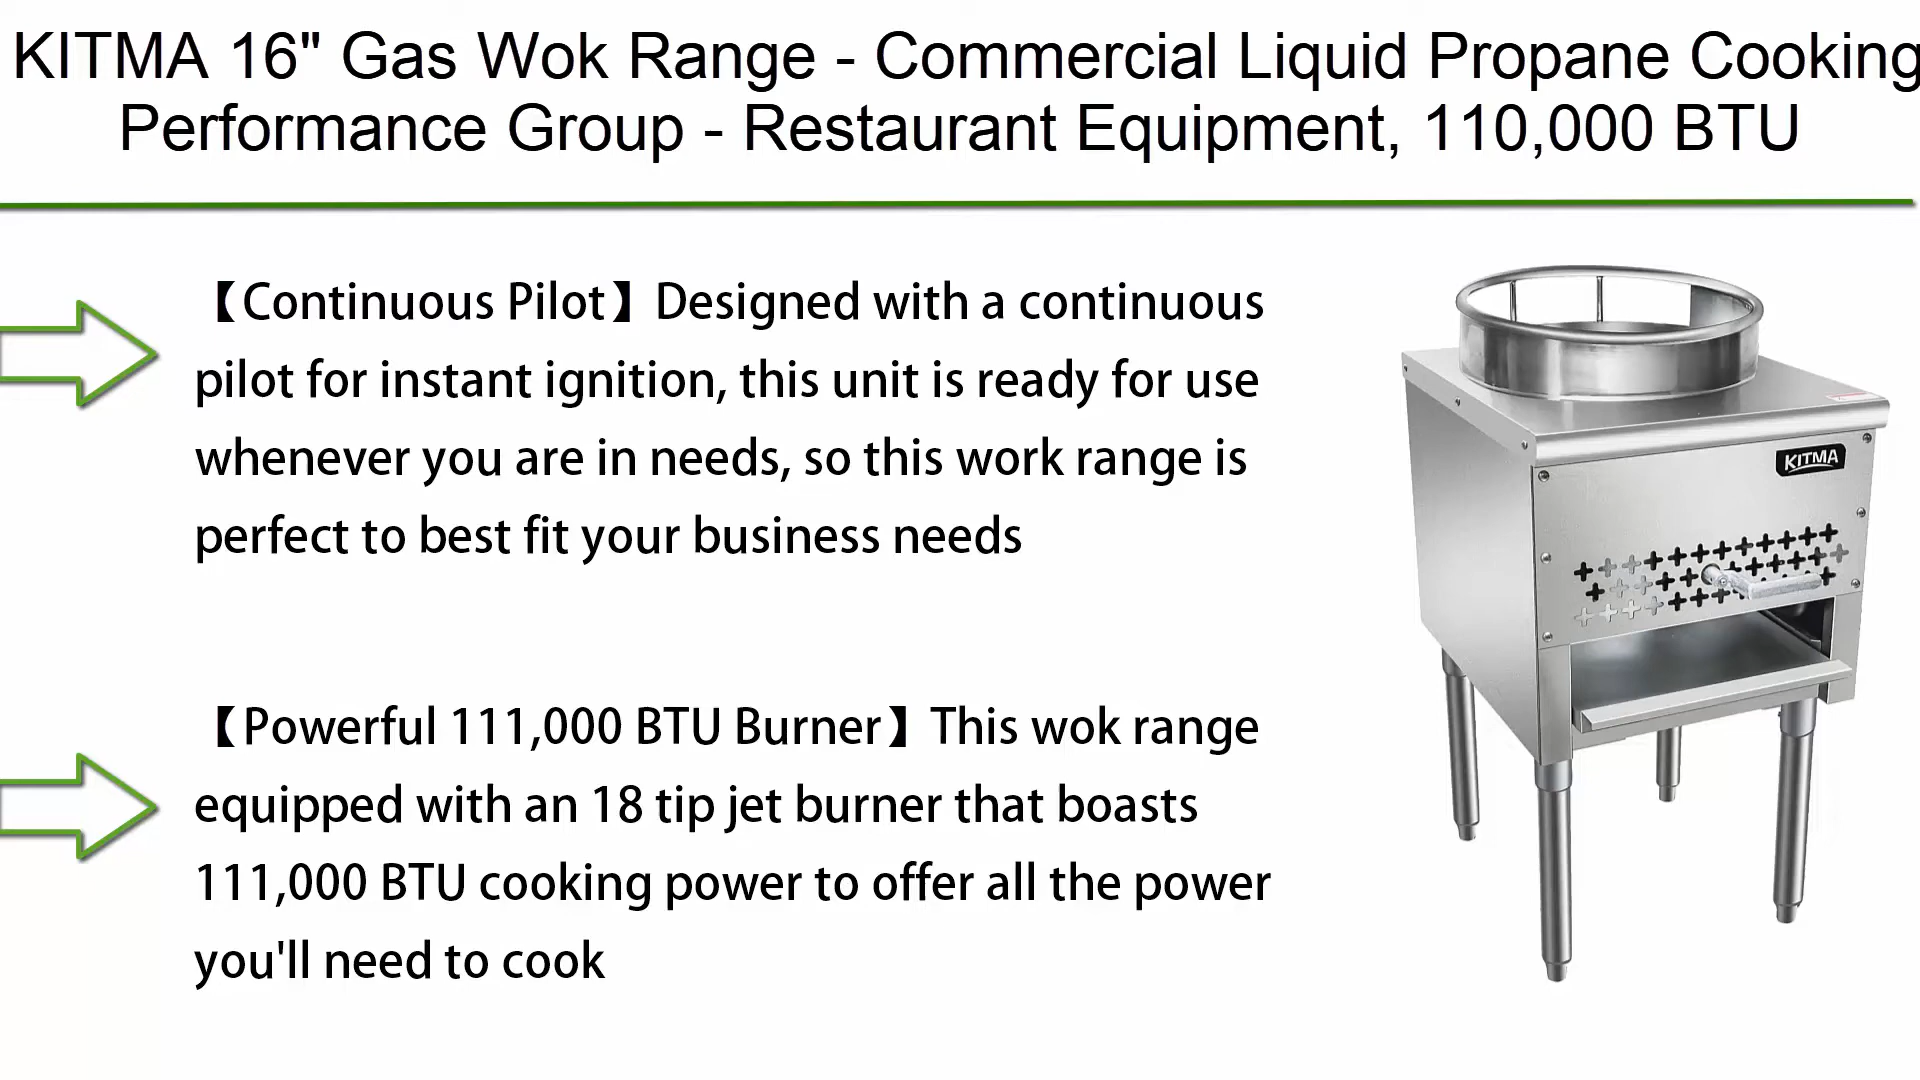 KITMA 16" Gas Wok Range - Commercial Liquid Propane Cooking
Performance Group - Restaurant Equipment, 110,000 BTU
【Continuous Pilot】Designed with a continuous
pilot for instant ignition, this unit is ready for use
whenever you are in needs, so this work range is
perfect to best fit your business needs
【Powerful 111,000 BTU Burner】This wok range
equipped with an 18 tip jet burner that boasts
111,000 BTU cooking power to offer all the power
you'll need to cook
KITMA